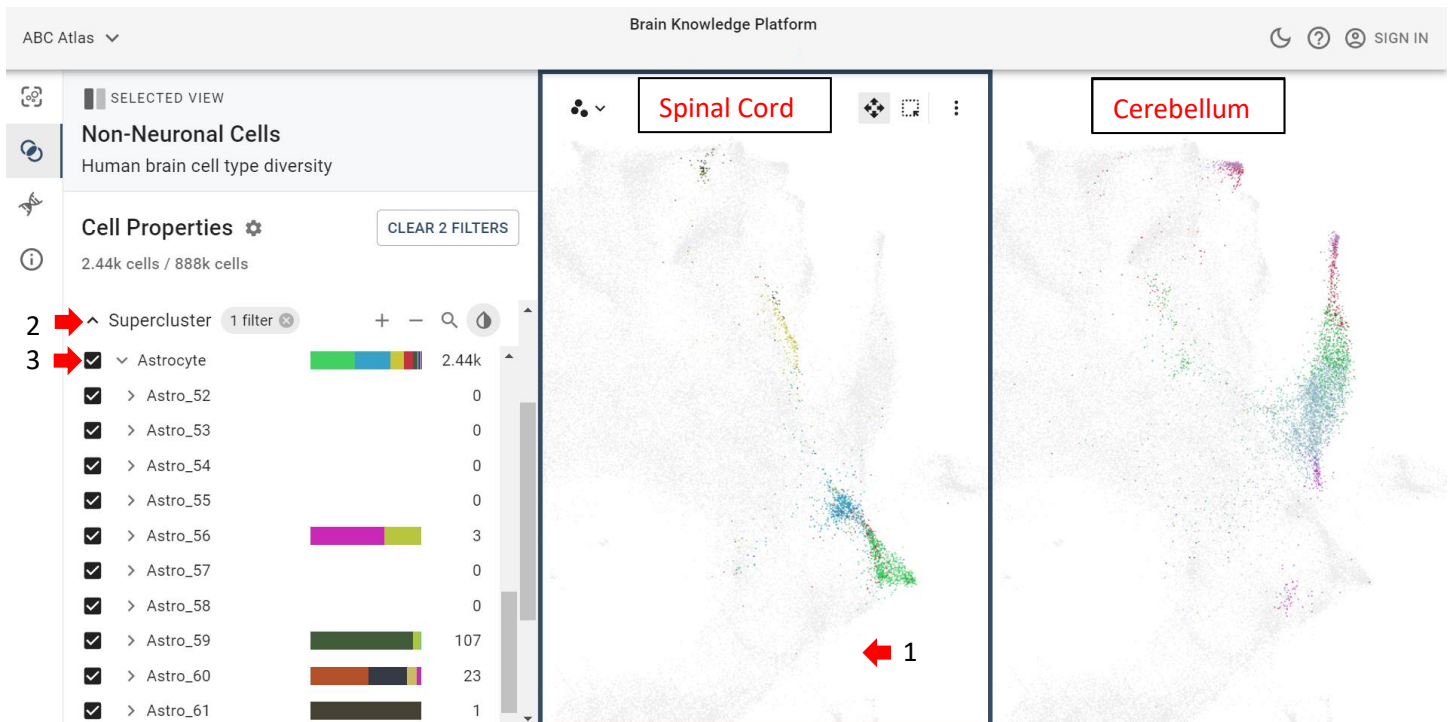 Brain Knowledge Platform
ABC Atlas
SIGN IN
SELECTED VIEW
Non-Neuronal Cells
Human brain cell type diversity
Cell Properties
CLEAR 2 FILTERS
2.44k cells / 888k cells
2
Supercluster 1 filter
3
Astrocyte 2.44k
Astro_52 0
Astro_53 0
Astro_54 0
Astro_55 0
Astro_56 3
Astro_57 0
Astro_58 0
Astro_59 107
Astro_60 23
Astro_61 1
Spinal Cord
1
Cerebellum